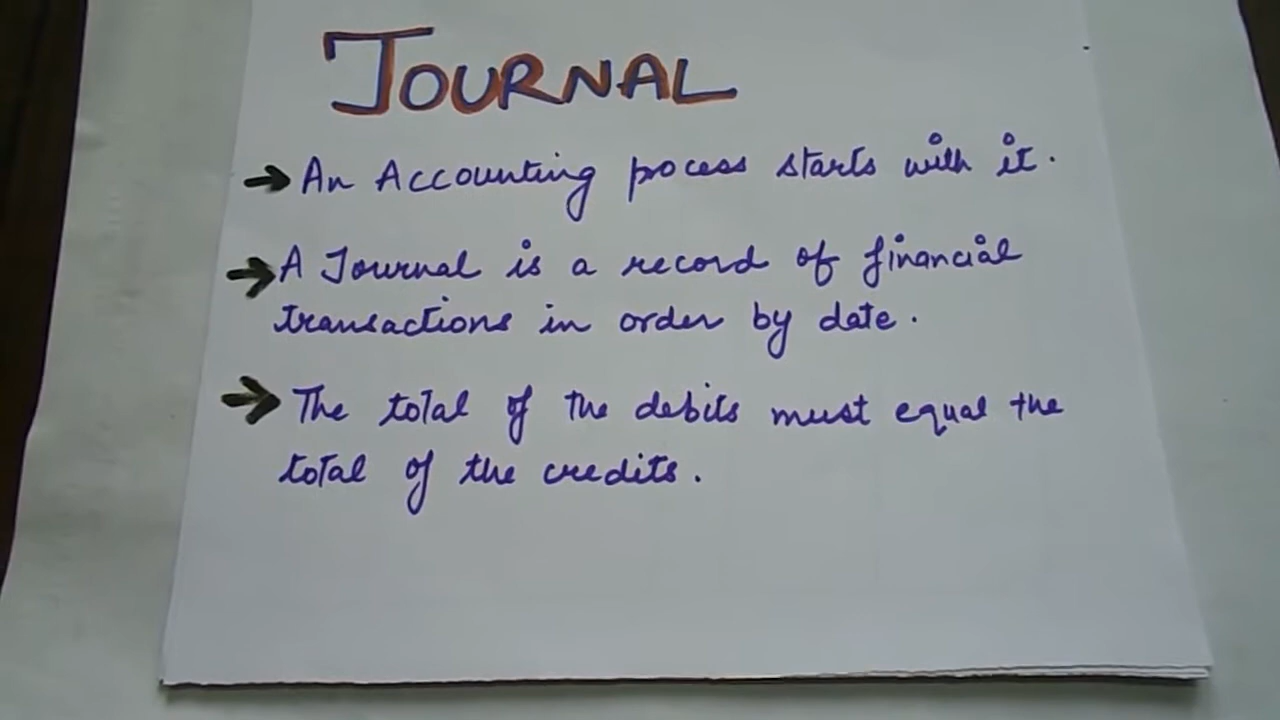 JOURNAL
→ An Accounting process starts with it.
→ A Journal is a record of financial
transactions in order by date.
→ The total of the debits must equal the
total of the credits.